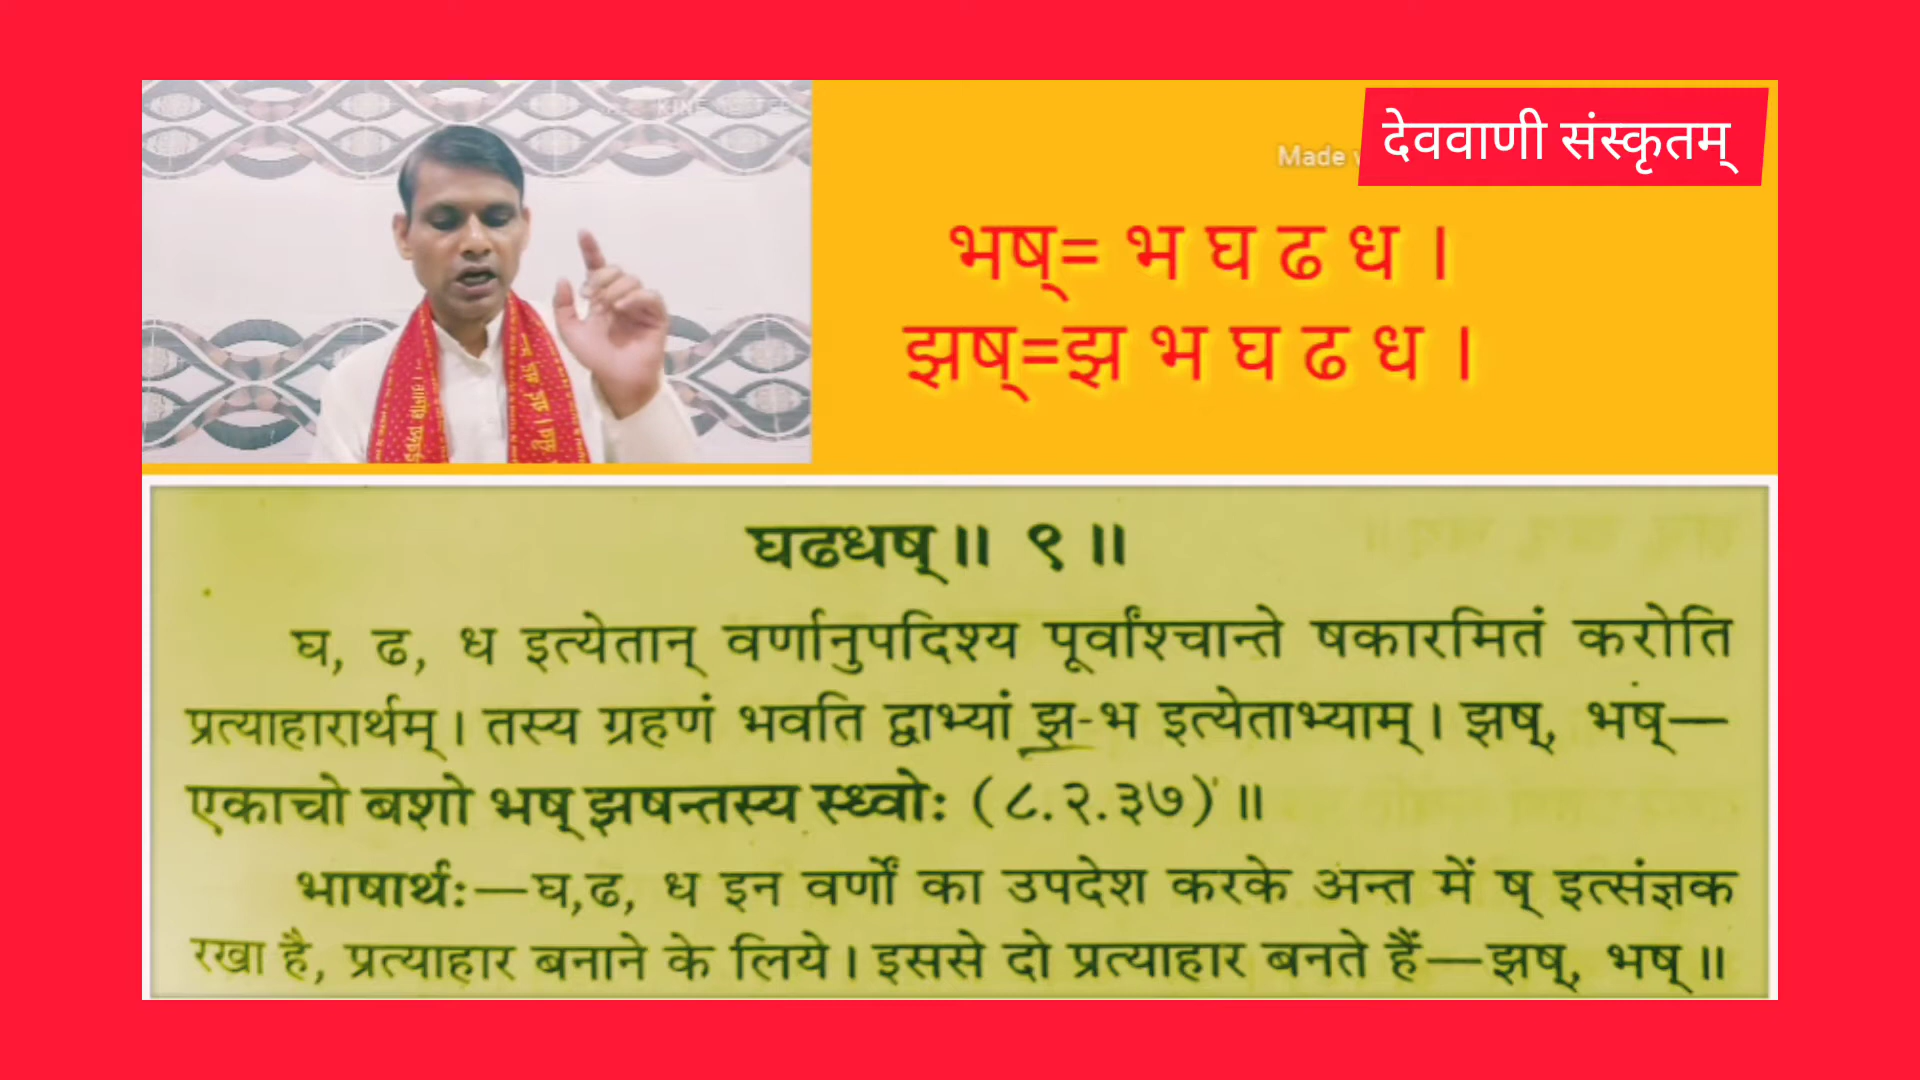 देववाणी संस्कृतम्
Made
भष्= भ घ ढ ध ।
झष्=झ भ घ ढ ध ।
घढधष् ॥ ९ ॥
घ, ढ, ध इत्येतान् वर्णानुपदिश्य पूर्वांश्चान्ते षकारमितं करोति
प्रत्याहारार्थम् । तस्य ग्रहणं भवति द्वाभ्यां झ-भ इत्येताभ्याम् । झष्, भष्—
एकाचो बशो भष् झषन्तस्य स्ध्वोः (८.२.३७) ॥
भाषार्थः—घ,ढ, ध इन वर्णों का उपदेश करके अन्त में ष् इत्संज्ञक
रखा है, प्रत्याहार बनाने के लिये । इससे दो प्रत्याहार बनते हैं—झष्, भष् ॥